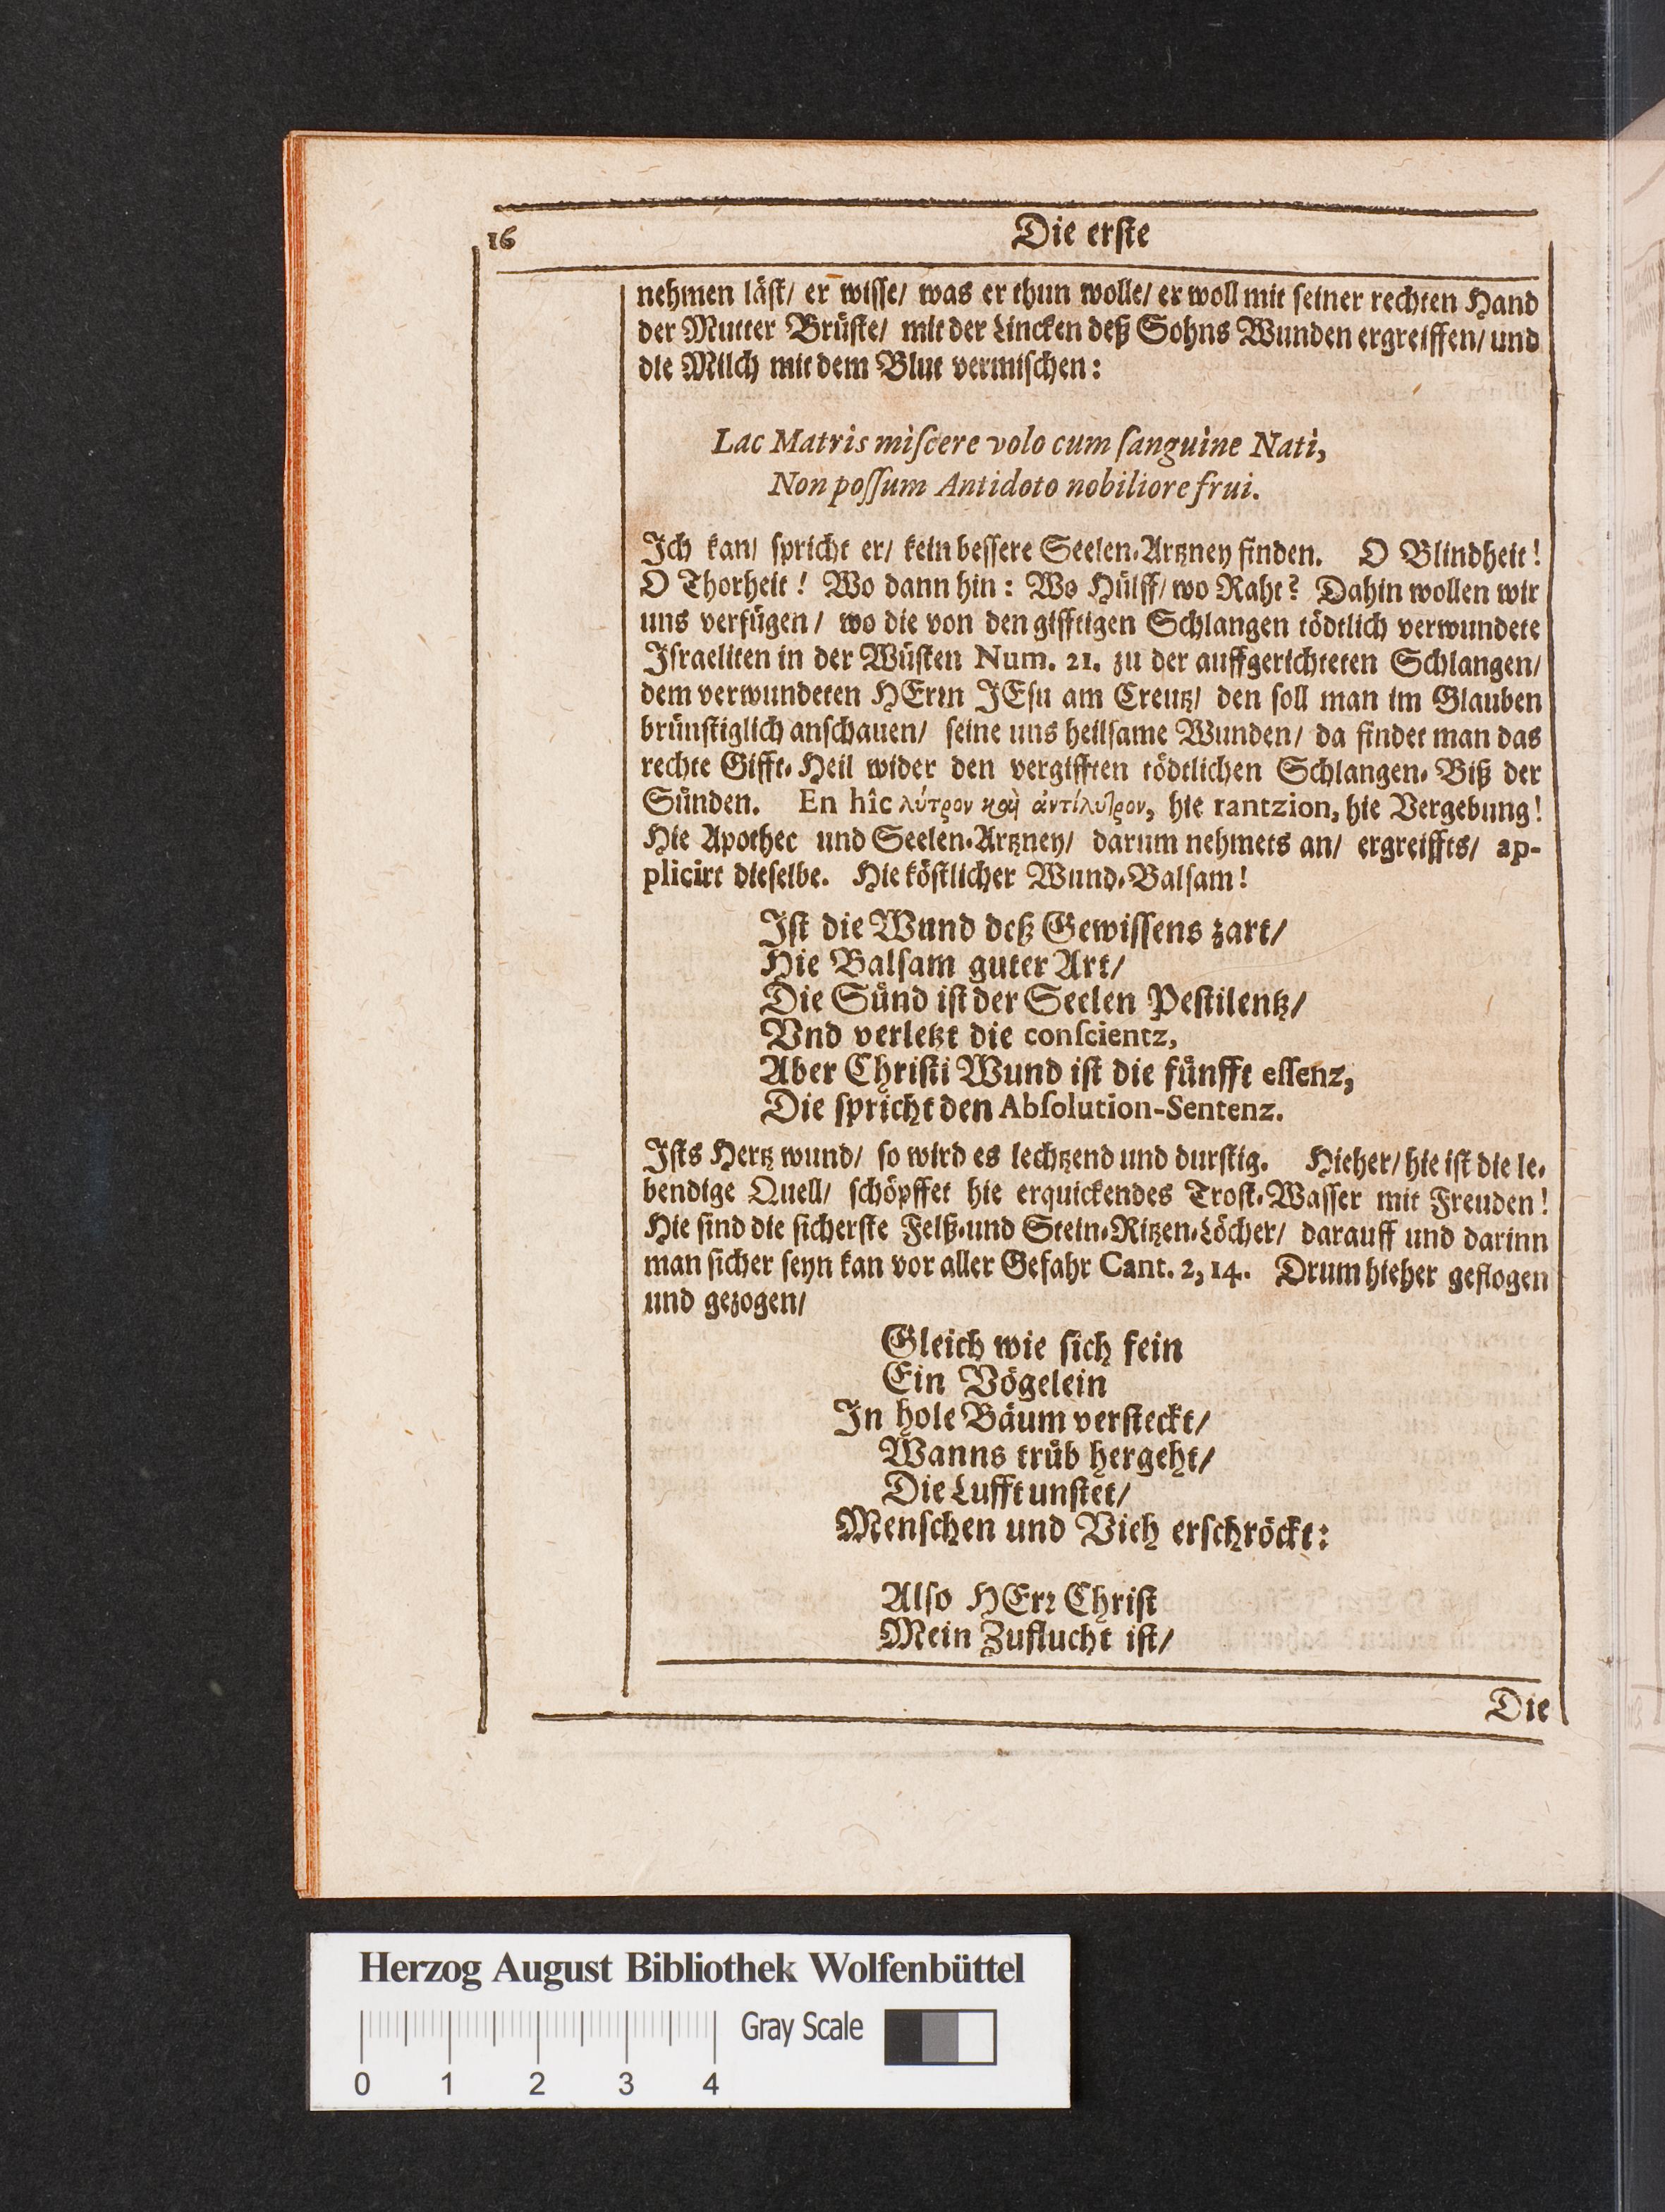 16
Die erſte
nehmen läſt/ er wiſſe/ was er thun wolle/ er woll mit ſeiner rechten Hand
der Mutter Brüſte/ mit der Lincken deß Sohns Wunden ergreiffen/ und
die Milch mit dem Blut vermiſchen:
Lac Matris miſcere volo cum ſanguine Nati,
Non poſſum Antidoto nobiliore frui.
Ich kan/ ſpricht er/ kein beſſere Seelen-Artzney finden. O Blindheit!
O Thorheit! Wo dann hin: Wo Hülff/ wo Raht? Dahin wollen wir
uns verfügen/ wo die von den gifftigen Schlangen tödtlich verwundete
Iſraeliten in der Wüſten Num. 21. zu der auffgerichteten Schlangen/
dem verwundeten HErꝛn JEſu am Creutz/ den ſoll man im Glauben
brünſtiglich anſchauen/ ſeine uns heilſame Wunden/ da findet man das
rechte Gifft-Heil wider den vergifften tödtlichen Schlangen-Biß der
Sünden. En hîc λύτρον καὶ ἀντίλυτρον, hie rantzion, hie Vergebung!
Hie Apothec und Seelen-Artzney/ darum nehmets an/ ergreiffts/ ap-
plicirt dieſelbe. Hie köſtlicher Wund-Balſam!
Iſt die Wund deß Gewiſſens zart/
Hie Balſam guter Art/
Die Sünd iſt der Seelen Peſtilentz/
Vnd verletzt die conſcientz,
Aber Chriſti Wund iſt die fünfft eſſenz,
Die ſpricht den Abſolution-Sentenz.
Iſts Hertz wund/ ſo wird es lechtzend und durſtig. Hieher/ hie iſt die le-
bendige Quell/ ſchöpffet hie erquickendes Troſt-Waſſer mit Freuden!
Hie ſind die ſicherſte Felß-und Stein-Ritzen-Löcher/ darauff und darinn
man ſicher ſeyn kan vor aller Gefahr Cant. 2, 14. Drum hieher geflogen
und gezogen/
Gleich wie ſich fein
Ein Vögelein
In hole Bäum verſteckt/
Wanns trüb hergeht/
Die Lufft unſtet/
Menſchen und Vieh erſchröckt:
Alſo HErꝛ Chriſt
Mein Zuflucht iſt/
Die
Herzog August Bibliothek Wolfenbüttel
Gray Scale
0 1 2 3 4